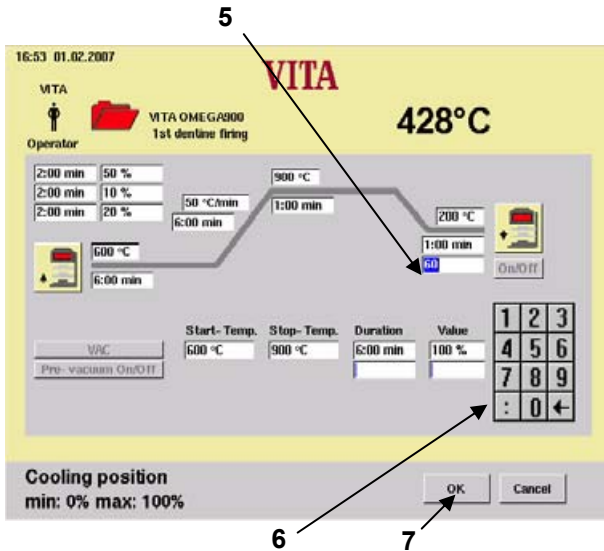 5
16:53 01.02.2007
VITA
VITA
VITA OMEGA900
1st dentine firing
428°C
Operator
2:00 min 50 %
2:00 min 10 %
2:00 min 20 %
50 °C/min
6:00 min
900 °C
1:00 min
200 °C
1:00 min
60
On/Off
600 °C
6:00 min
VAC
Pre- vacuum On/Off
Start- Temp. Stop- Temp. Duration Value
600 °C 900 °C 6:00 min 100 %
1 2 3
4 5 6
7 8 9
: 0 ←
Cooling position
min: 0% max: 100%
OK Cancel
6 7